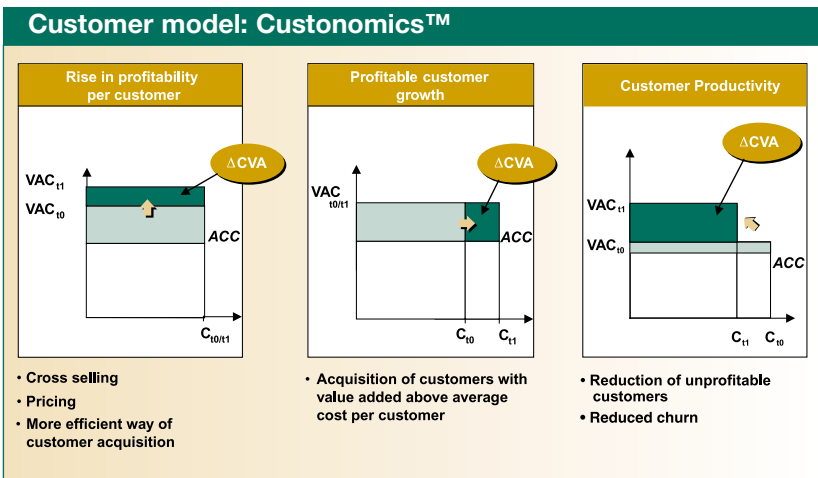 Customer model: Custonomics™
Rise in profitability
per customer
ΔCVA
VACt1
VACt0
ACC
Ct0/t1
• Cross selling
• Pricing
• More efficient way of
customer acquisition
Profitable customer
growth
ΔCVA
VAC
t0/t1
ACC
Ct0 Ct1
• Acquisition of customers with
value added above average
cost per customer
Customer Productivity
ΔCVA
VACt1
VACt0
ACC
Ct1 Ct0
• Reduction of unprofitable
customers
• Reduced churn